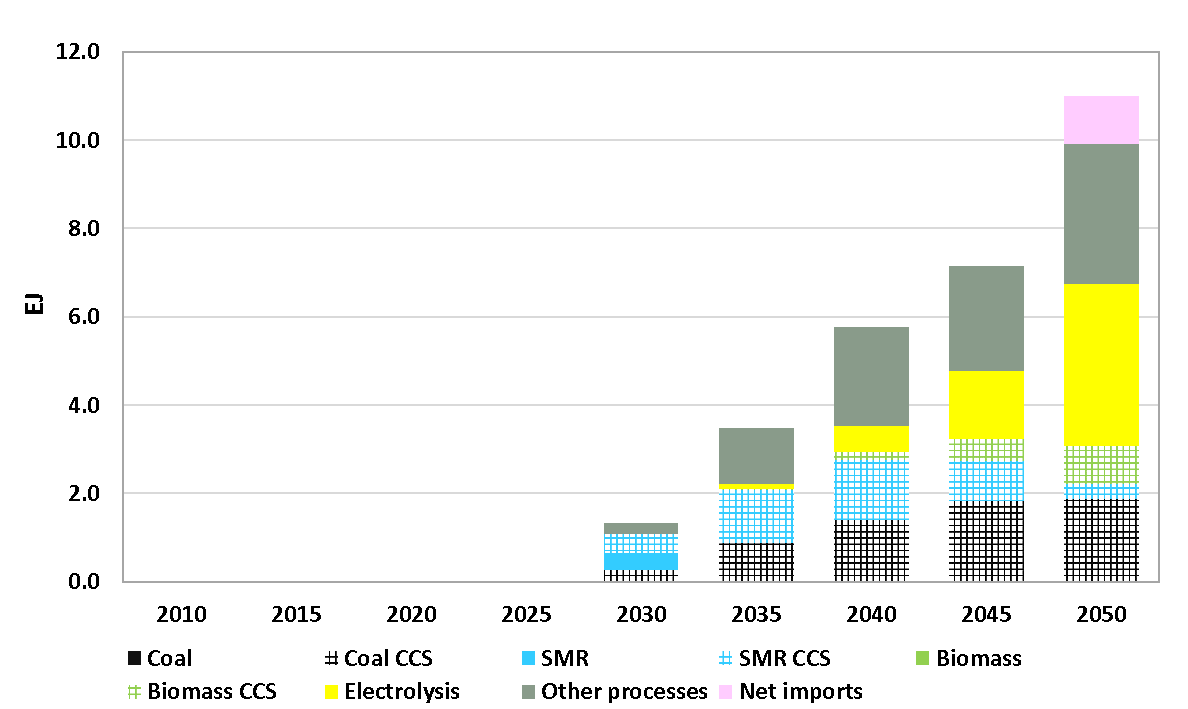 12.0
10.0
8.0
6.0
4.0
2.0
0.0
EJ
2010 2015 2020 2025 2030 2035 2040 2045 2050
Coal Coal CCS SMR SMR CCS Biomass
Biomass CCS Electrolysis Other processes Net imports